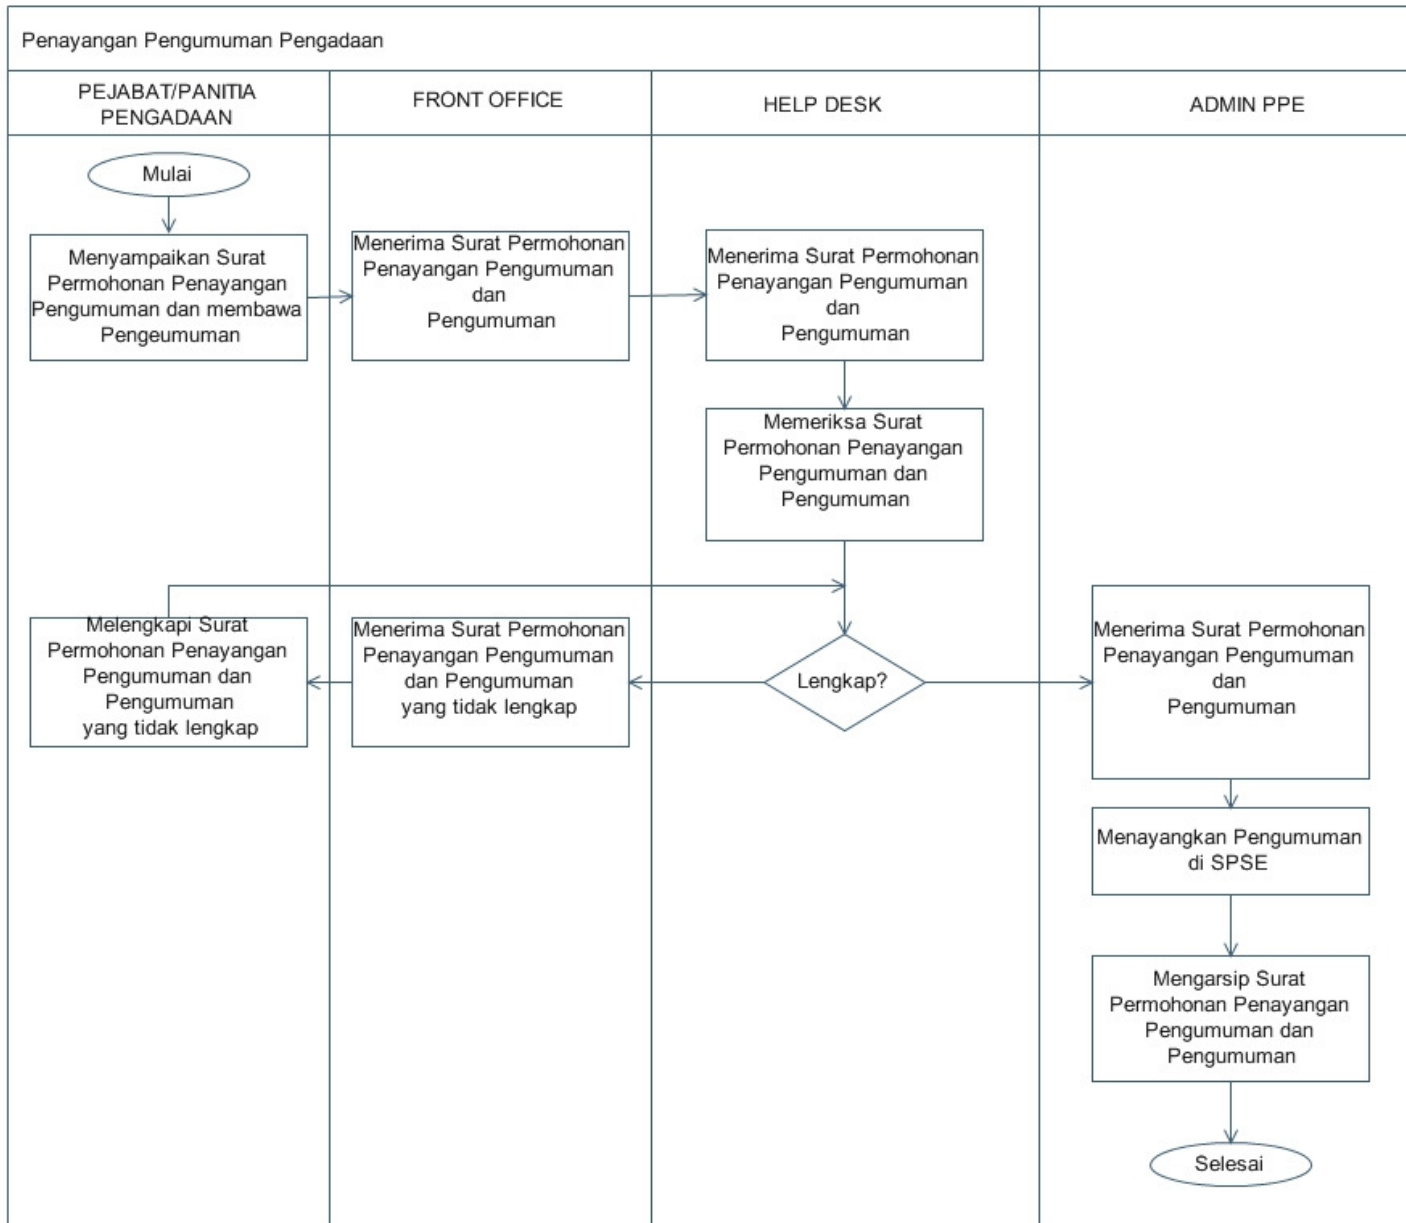 Penayangan Pengumuman Pengadaan
PEJABAT/PANITIA
PENGADAAN
FRONT OFFICE
HELP DESK
ADMIN PPE
Mulai
Menyampaikan Surat
Permohonan Penayangan
Pengumuman dan membawa
Pengeumuman
Menerima Surat Permohonan
Penayangan Pengumuman
dan
Pengumuman
Menerima Surat Permohonan
Penayangan Pengumuman
dan
Pengumuman
Memeriksa Surat
Permohonan Penayangan
Pengumuman dan
Pengumuman
Melengkapi Surat
Permohonan Penayangan
Pengumuman dan
Pengumuman
yang tidak lengkap
Menerima Surat Permohonan
Penayangan Pengumuman
dan Pengumuman
yang tidak lengkap
Lengkap?
Menerima Surat Permohonan
Penayangan Pengumuman
dan
Pengumuman
Menayangkan Pengumuman
di SPSE
Mengarsip Surat
Permohonan Penayangan
Pengumuman dan
Pengumuman
Selesai